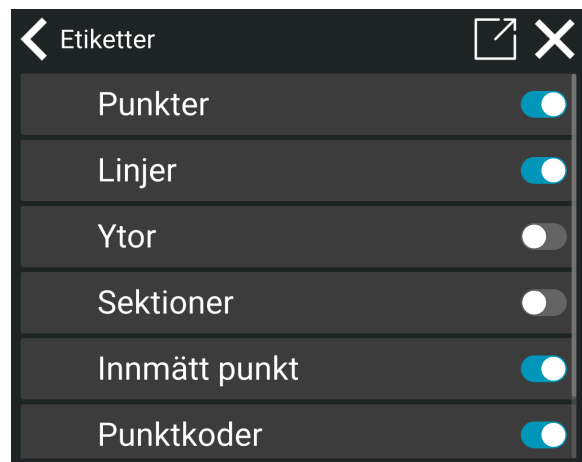 Etiketter
Punkter
Linjer
Ytor
Sektioner
Innmätt punkt
Punktkoder